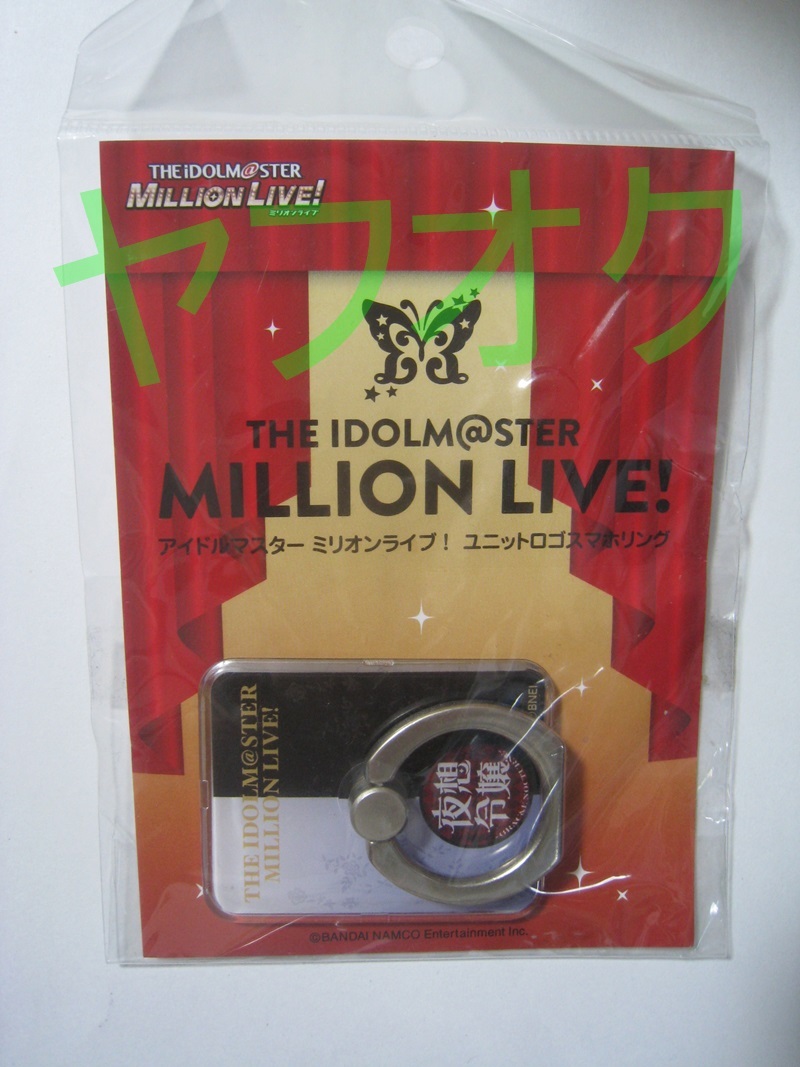 THE iDOLM@STER
MILLION LIVE!
ミリオンライブ
ヤフオク
THE IDOLM@STER
MILLION LIVE!
アイドルマスター ミリオンライブ! ユニットロゴスマホリング
THE IDOLM@STER
MILLION LIVE!
BNEI
夜想
令嬢
©BANDAI NAMCO Entertainment Inc.